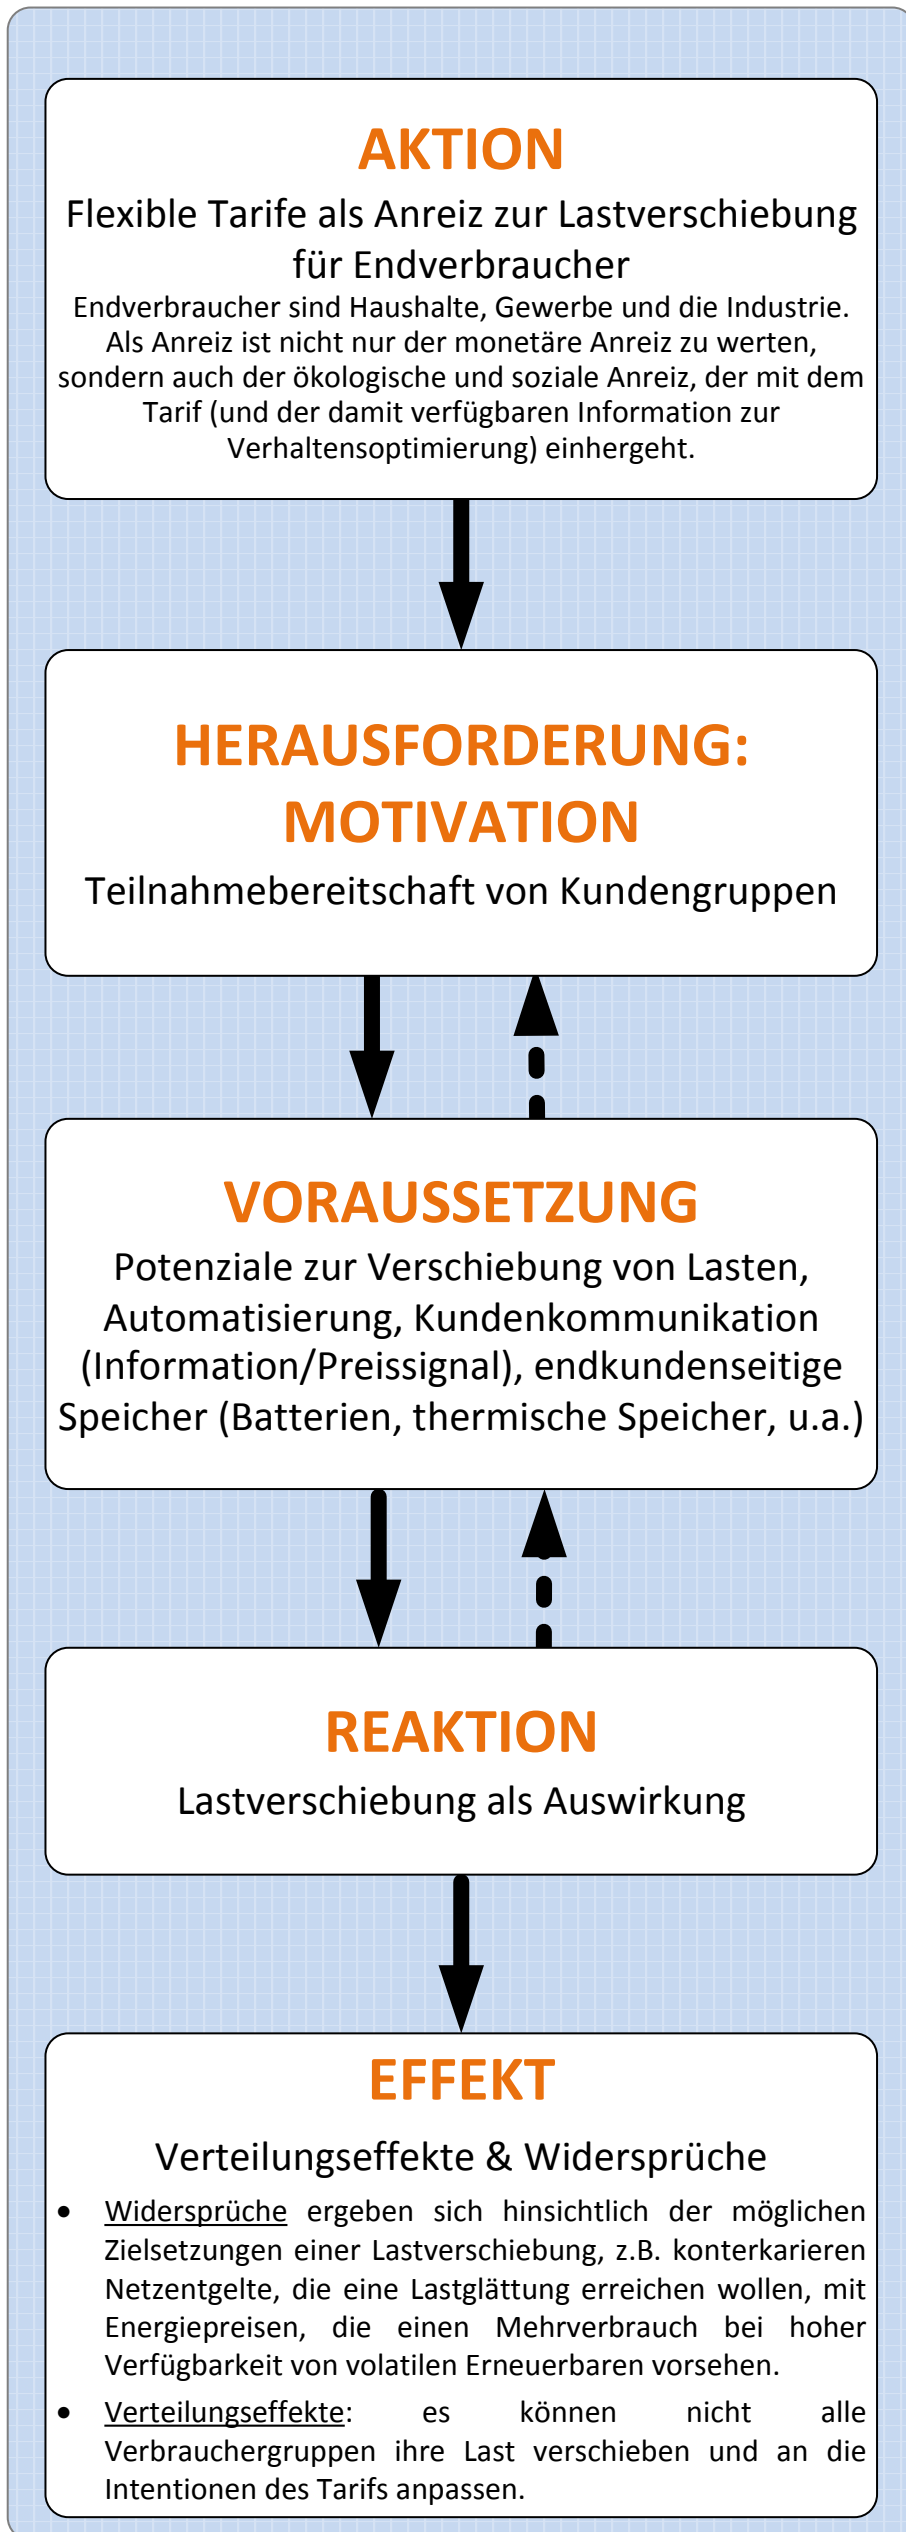 AKTION
Flexible Tarife als Anreiz zur Lastverschiebung
für Endverbraucher
Endverbraucher sind Haushalte, Gewerbe und die Industrie.
Als Anreiz ist nicht nur der monetäre Anreiz zu werten,
sondern auch der ökologische und soziale Anreiz, der mit dem
Tarif (und der damit verfügbaren Information zur
Verhaltensoptimierung) einhergeht.
HERAUSFORDERUNG:
MOTIVATION
Teilnahmebereitschaft von Kundengruppen
VORAUSSETZUNG
Potenziale zur Verschiebung von Lasten,
Automatisierung, Kundenkommunikation
(Information/Preissignal), endkundenseitige
Speicher (Batterien, thermische Speicher, u.a.)
REAKTION
Lastverschiebung als Auswirkung
EFFEKT
Verteilungseffekte & Widersprüche
• Widersprüche ergeben sich hinsichtlich der möglichen
Zielsetzungen einer Lastverschiebung, z.B. konterkarieren
Netzentgelte, die eine Lastglättung erreichen wollen, mit
Energiepreisen, die einen Mehrverbrauch bei hoher
Verfügbarkeit von volatilen Erneuerbaren vorsehen.
• Verteilungseffekte: es können nicht alle
Verbrauchergruppen ihre Last verschieben und an die
Intentionen des Tarifs anpassen.